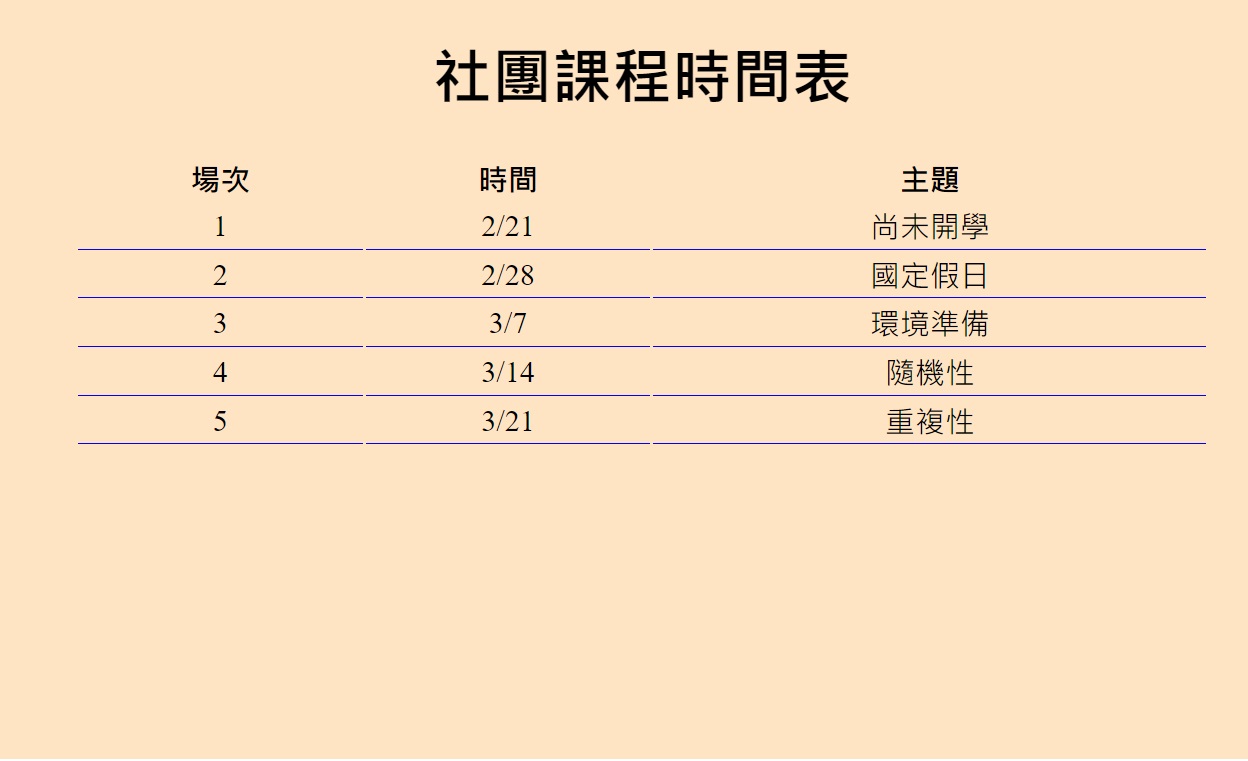 社團課程時間表
場次 時間 主題
1 2/21 尚未開學
2 2/28 國定假日
3 3/7 環境準備
4 3/14 隨機性
5 3/21 重複性